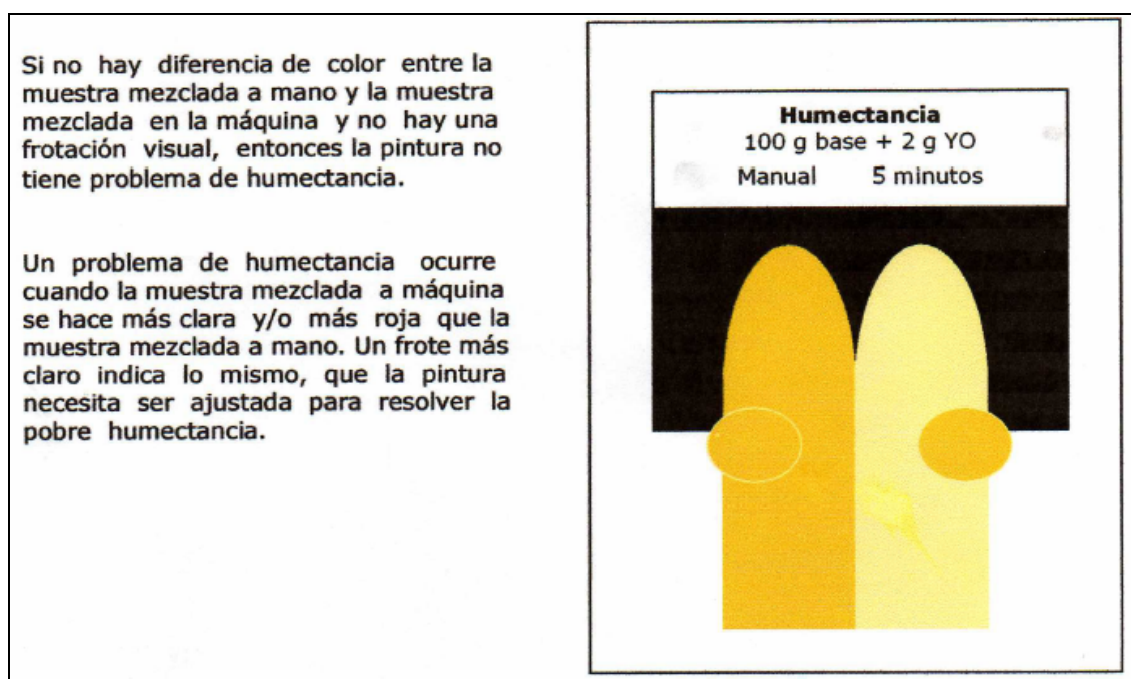 Si no hay diferencia de color entre la
muestra mezclada a mano y la muestra
mezclada en la máquina y no hay una
frotación visual, entonces la pintura no
tiene problema de humectancia.
Un problema de humectancia ocurre
cuando la muestra mezclada a máquina
se hace más clara y/o más roja que la
muestra mezclada a mano. Un frote más
claro indica lo mismo, que la pintura
necesita ser ajustada para resolver la
pobre humectancia.
Humectancia
100 g base + 2 g YO
Manual 5 minutos